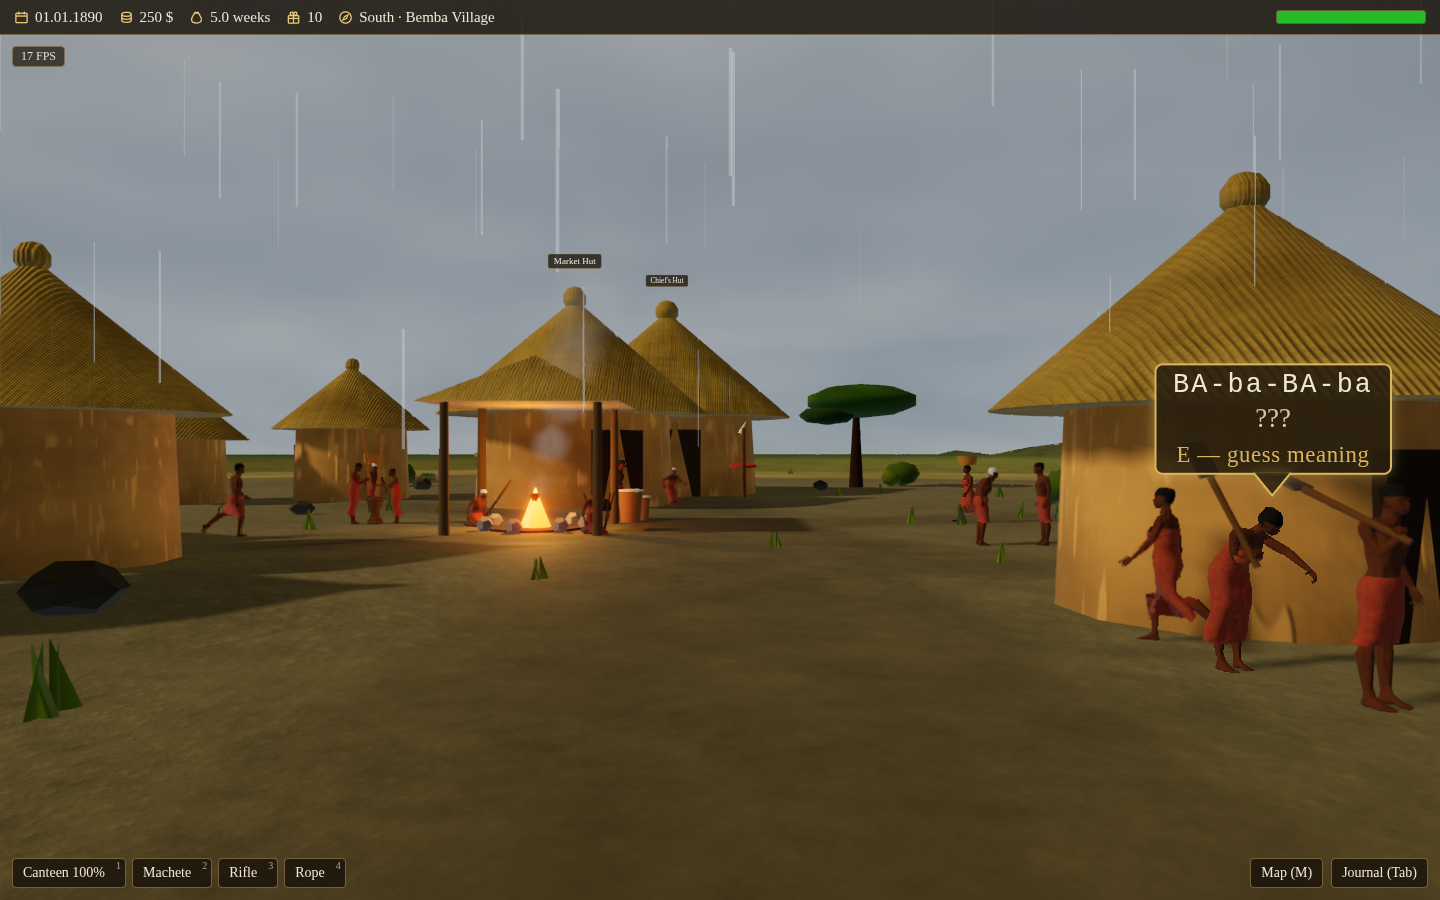 01.01.1890 250 $ 5.0 weeks 10 South · Bemba Village
17 FPS
Market Hut
Chief's Hut
BA-ba-BA-ba
???
E — guess meaning
Canteen 100% 1 Machete 2 Rifle 3 Rope 4 Map (M) Journal (Tab)